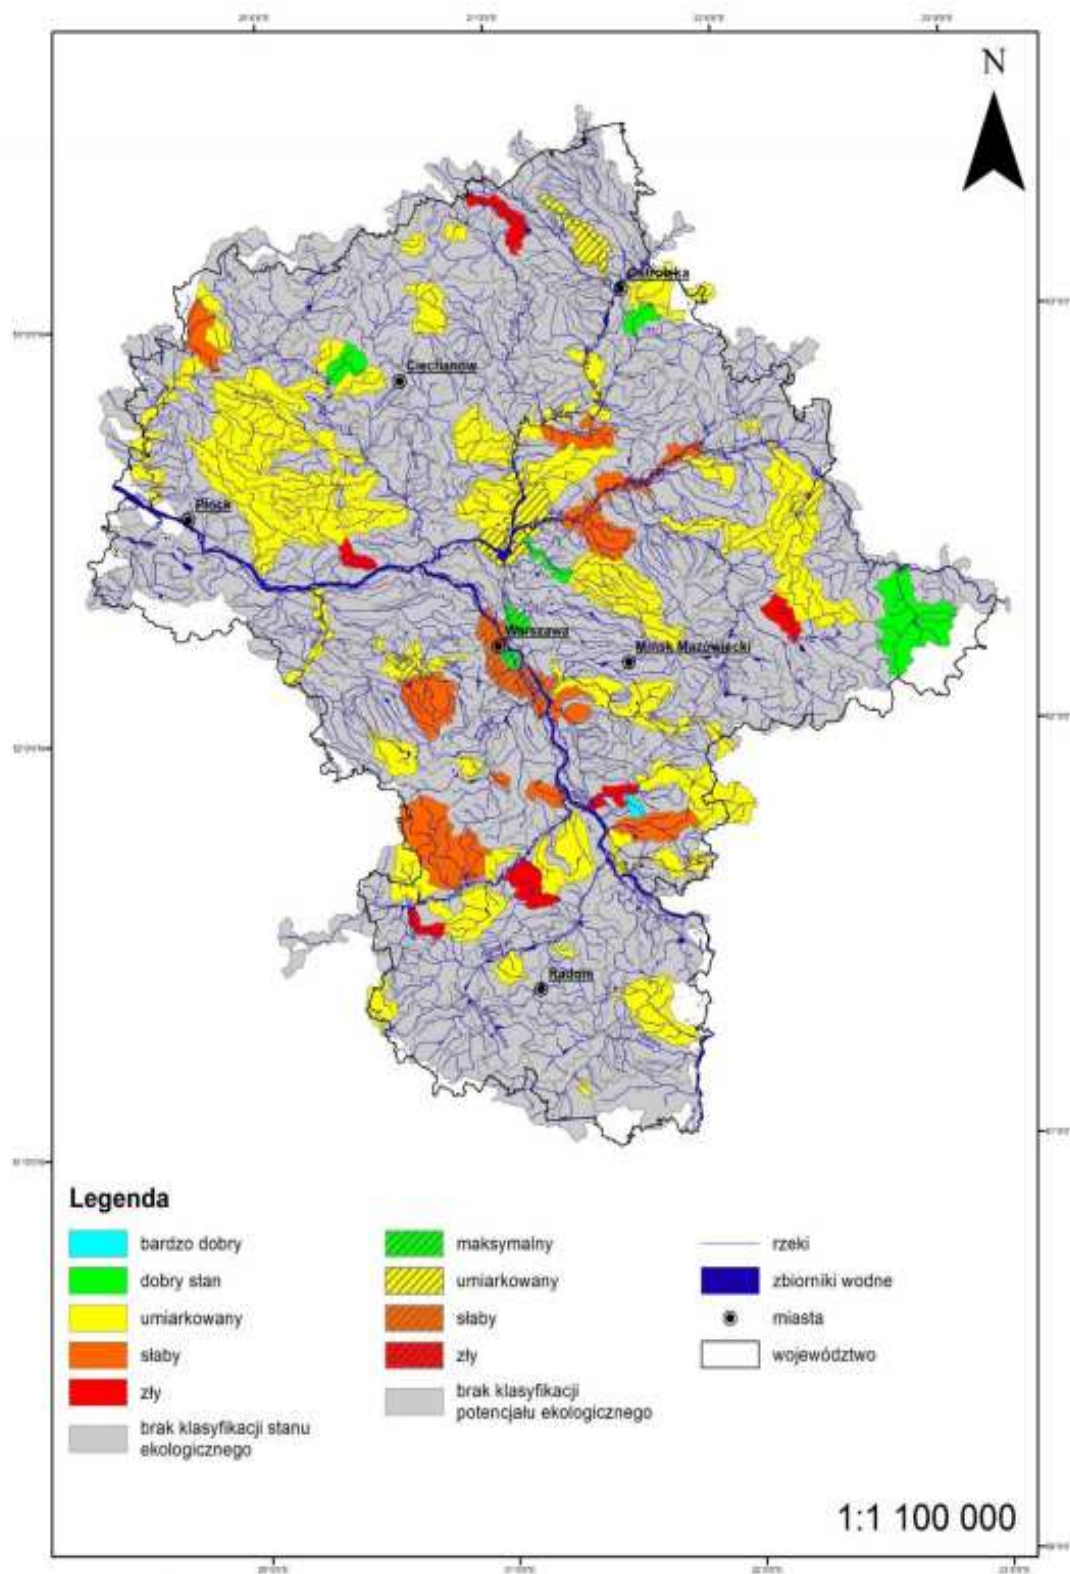 N
Ostrołęka
Ciechanów
Płock
Warszawa
Mińsk Mazowiecki
Radom
Legenda
bardzo dobry
dobry stan
umiarkowany
słaby
zły
brak klasyfikacji stanu
ekologicznego
maksymalny
umiarkowany
słaby
zły
brak klasyfikacji
potencjału ekologicznego
rzeki
zbiorniki wodne
miasta
województwo
1:1 100 000